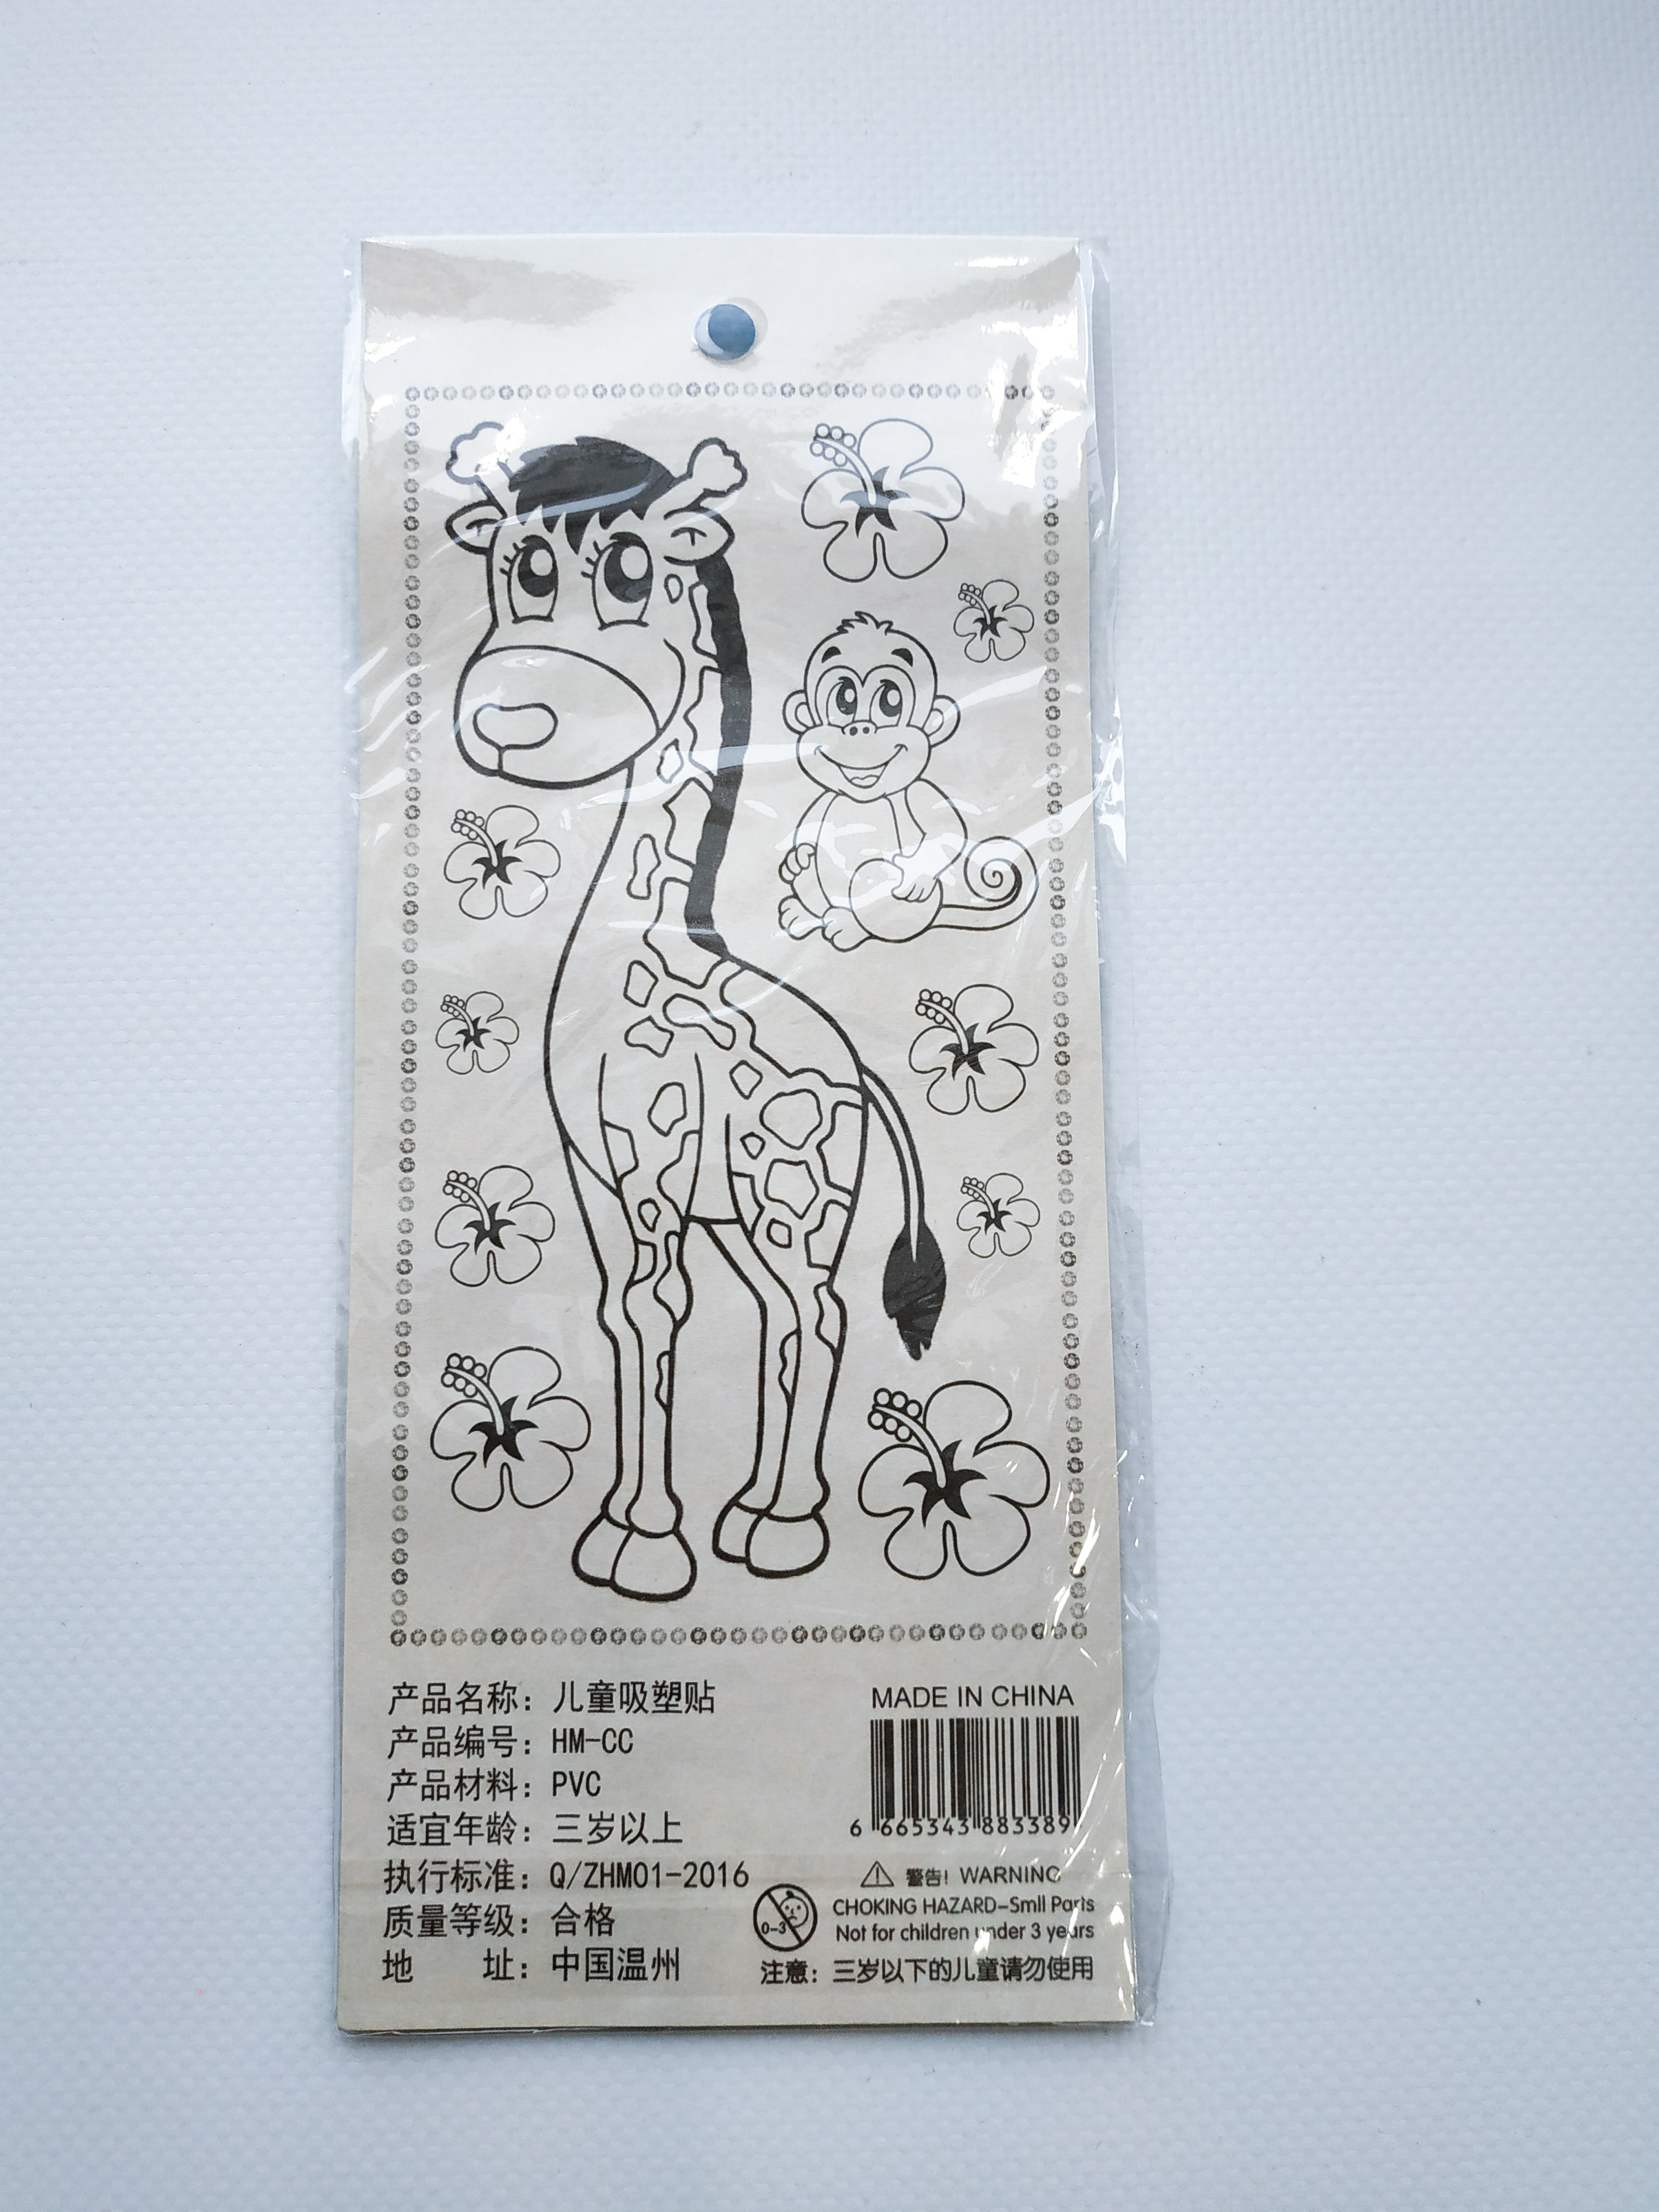 产品名称：儿童吸塑贴
产品编号：HM-CC
产品材料：PVC
适宜年龄：三岁以上
执行标准：Q/ZHM01-2016
质量等级：合格
地　　址：中国温州
MADE IN CHINA
6 665343 883389
警告! WARNING
0-3
CHOKING HAZARD-Smll Parts
Not for children under 3 years
注意：三岁以下的儿童请勿使用